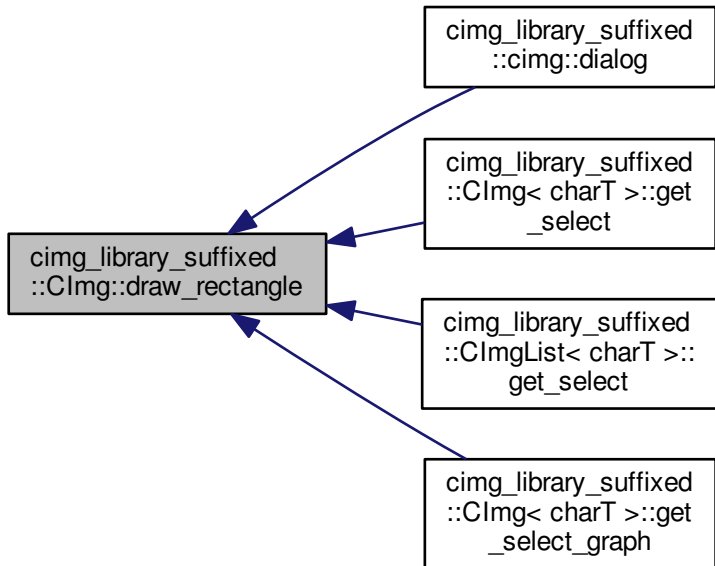 cimg_library_suffixed
::cimg::dialog
cimg_library_suffixed
::CImg< charT >::get
_select
cimg_library_suffixed
::CImg::draw_rectangle
cimg_library_suffixed
::CImgList< charT >::
get_select
cimg_library_suffixed
::CImg< charT >::get
_select_graph